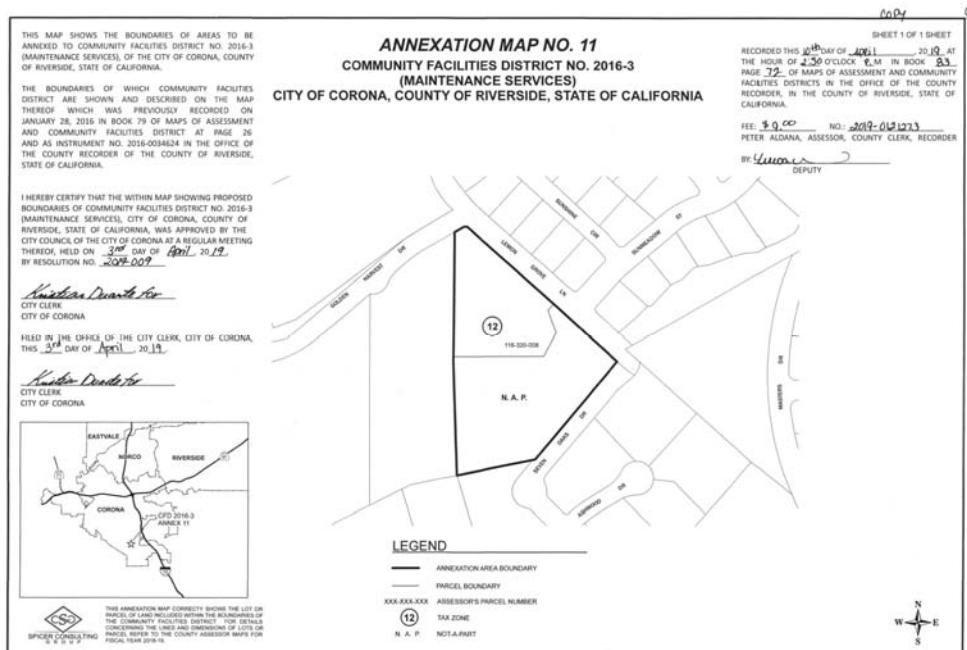 COPY
THIS MAP SHOWS THE BOUNDARIES OF AREAS TO BE
ANNEXED TO COMMUNITY FACILITIES DISTRICT NO. 2016-3
(MAINTENANCE SERVICES), OF THE CITY OF CORONA, COUNTY
OF RIVERSIDE, STATE OF CALIFORNIA.
THE BOUNDARIES OF WHICH COMMUNITY FACILITIES
DISTRICT ARE SHOWN AND DESCRIBED ON THE MAP
THEREOF WHICH WAS PREVIOUSLY RECORDED ON
JANUARY 28, 2016 IN BOOK 79 OF MAPS OF ASSESSMENT
AND COMMUNITY FACILITIES DISTRICT AT PAGE 26
AND AS INSTRUMENT NO. 2016-0034624 IN THE OFFICE OF
THE COUNTY RECORDER OF THE COUNTY OF RIVERSIDE,
STATE OF CALIFORNIA.
I HEREBY CERTIFY THAT THE WITHIN MAP SHOWING PROPOSED
BOUNDARIES OF COMMUNITY FACILITIES DISTRICT NO. 2016-3
(MAINTENANCE SERVICES), CITY OF CORONA, COUNTY OF
RIVERSIDE, STATE OF CALIFORNIA, WAS APPROVED BY THE
CITY COUNCIL OF THE CITY OF CORONA AT A REGULAR MEETING
THEREOF, HELD ON 3rd DAY OF April, 2019,
BY RESOLUTION NO. 2019-009
CITY CLERK
CITY OF CORONA
FILED IN THE OFFICE OF THE CITY CLERK, CITY OF CORONA,
THIS 3rd DAY OF April, 2019.
CITY CLERK
CITY OF CORONA
ANNEXATION MAP NO. 11
COMMUNITY FACILITIES DISTRICT NO. 2016-3
(MAINTENANCE SERVICES)
CITY OF CORONA, COUNTY OF RIVERSIDE, STATE OF CALIFORNIA
SHEET 1 OF 1 SHEET
RECORDED THIS 10th DAY OF April, 2019 AT
THE HOUR OF 2:30 O'CLOCK P.M IN BOOK 83
PAGE 72 OF MAPS OF ASSESSMENT AND COMMUNITY
FACILITIES DISTRICTS IN THE OFFICE OF THE COUNTY
RECORDER, IN THE COUNTY OF RIVERSIDE, STATE OF
CALIFORNIA.
FEE: $9.00 NO.: 2019-0121273
PETER ALDANA, ASSESSOR, COUNTY CLERK, RECORDER
BY:
DEPUTY
GOLDEN HARVEST DR
LEMON GROVE LN
SUNSHINE CIR
SUNMEADOW ST
MASTERS DR
12
116-320-008
N. A. P.
SEVEN OAKS DR
ASHWOOD DR
EASTVALE
NORCO
RIVERSIDE
CORONA
CFD 2016-3
ANNEX 11
LEGEND
ANNEXATION AREA BOUNDARY
PARCEL BOUNDARY
XXX-XXX-XXX ASSESSOR'S PARCEL NUMBER
12 TAX ZONE
N. A. P. NOT-A-PART
SPICER CONSULTING
GROUP
THIS ANNEXATION MAP CORRECTLY SHOWS THE LOT OR
PARCEL OF LAND INCLUDED WITHIN THE BOUNDARIES OF
THE COMMUNITY FACILITIES DISTRICT. FOR DETAILS
CONCERNING THE LINES AND DIMENSIONS OF LOTS OR
PARCEL REFER TO THE COUNTY ASSESSOR MAPS FOR
FISCAL YEAR 2018-19.
N
W E
S